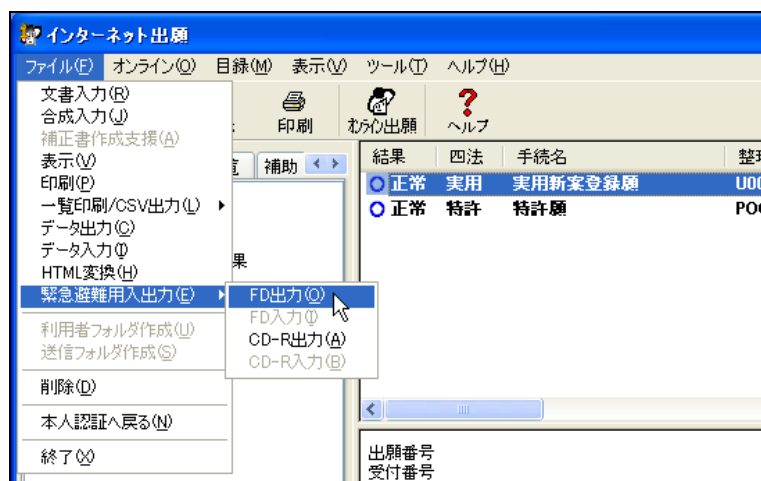 インターネット出願
ファイル(F) オンライン(O) 目録(M) 表示(V) ツール(T) ヘルプ(H)
文書入力(R)
合成入力(J)
補正書作成支援(A)
表示(V)
印刷(P)
一覧印刷/CSV出力(L)
データ出力(C)
データ入力(I)
HTML変換(H)
緊急避難用入出力(E)
利用者フォルダ作成(U)
送信フォルダ作成(S)
削除(D)
本人認証へ戻る(N)
終了(X)
FD出力(O)
FD入力(I)
CD-R出力(A)
CD-R入力(B)
印刷 オンライン出願 ヘルプ
補助
果
結果 四法 手続名 整理
正常 実用 実用新案登録願 U00
正常 特許 特許願 P00
出願番号
受付番号